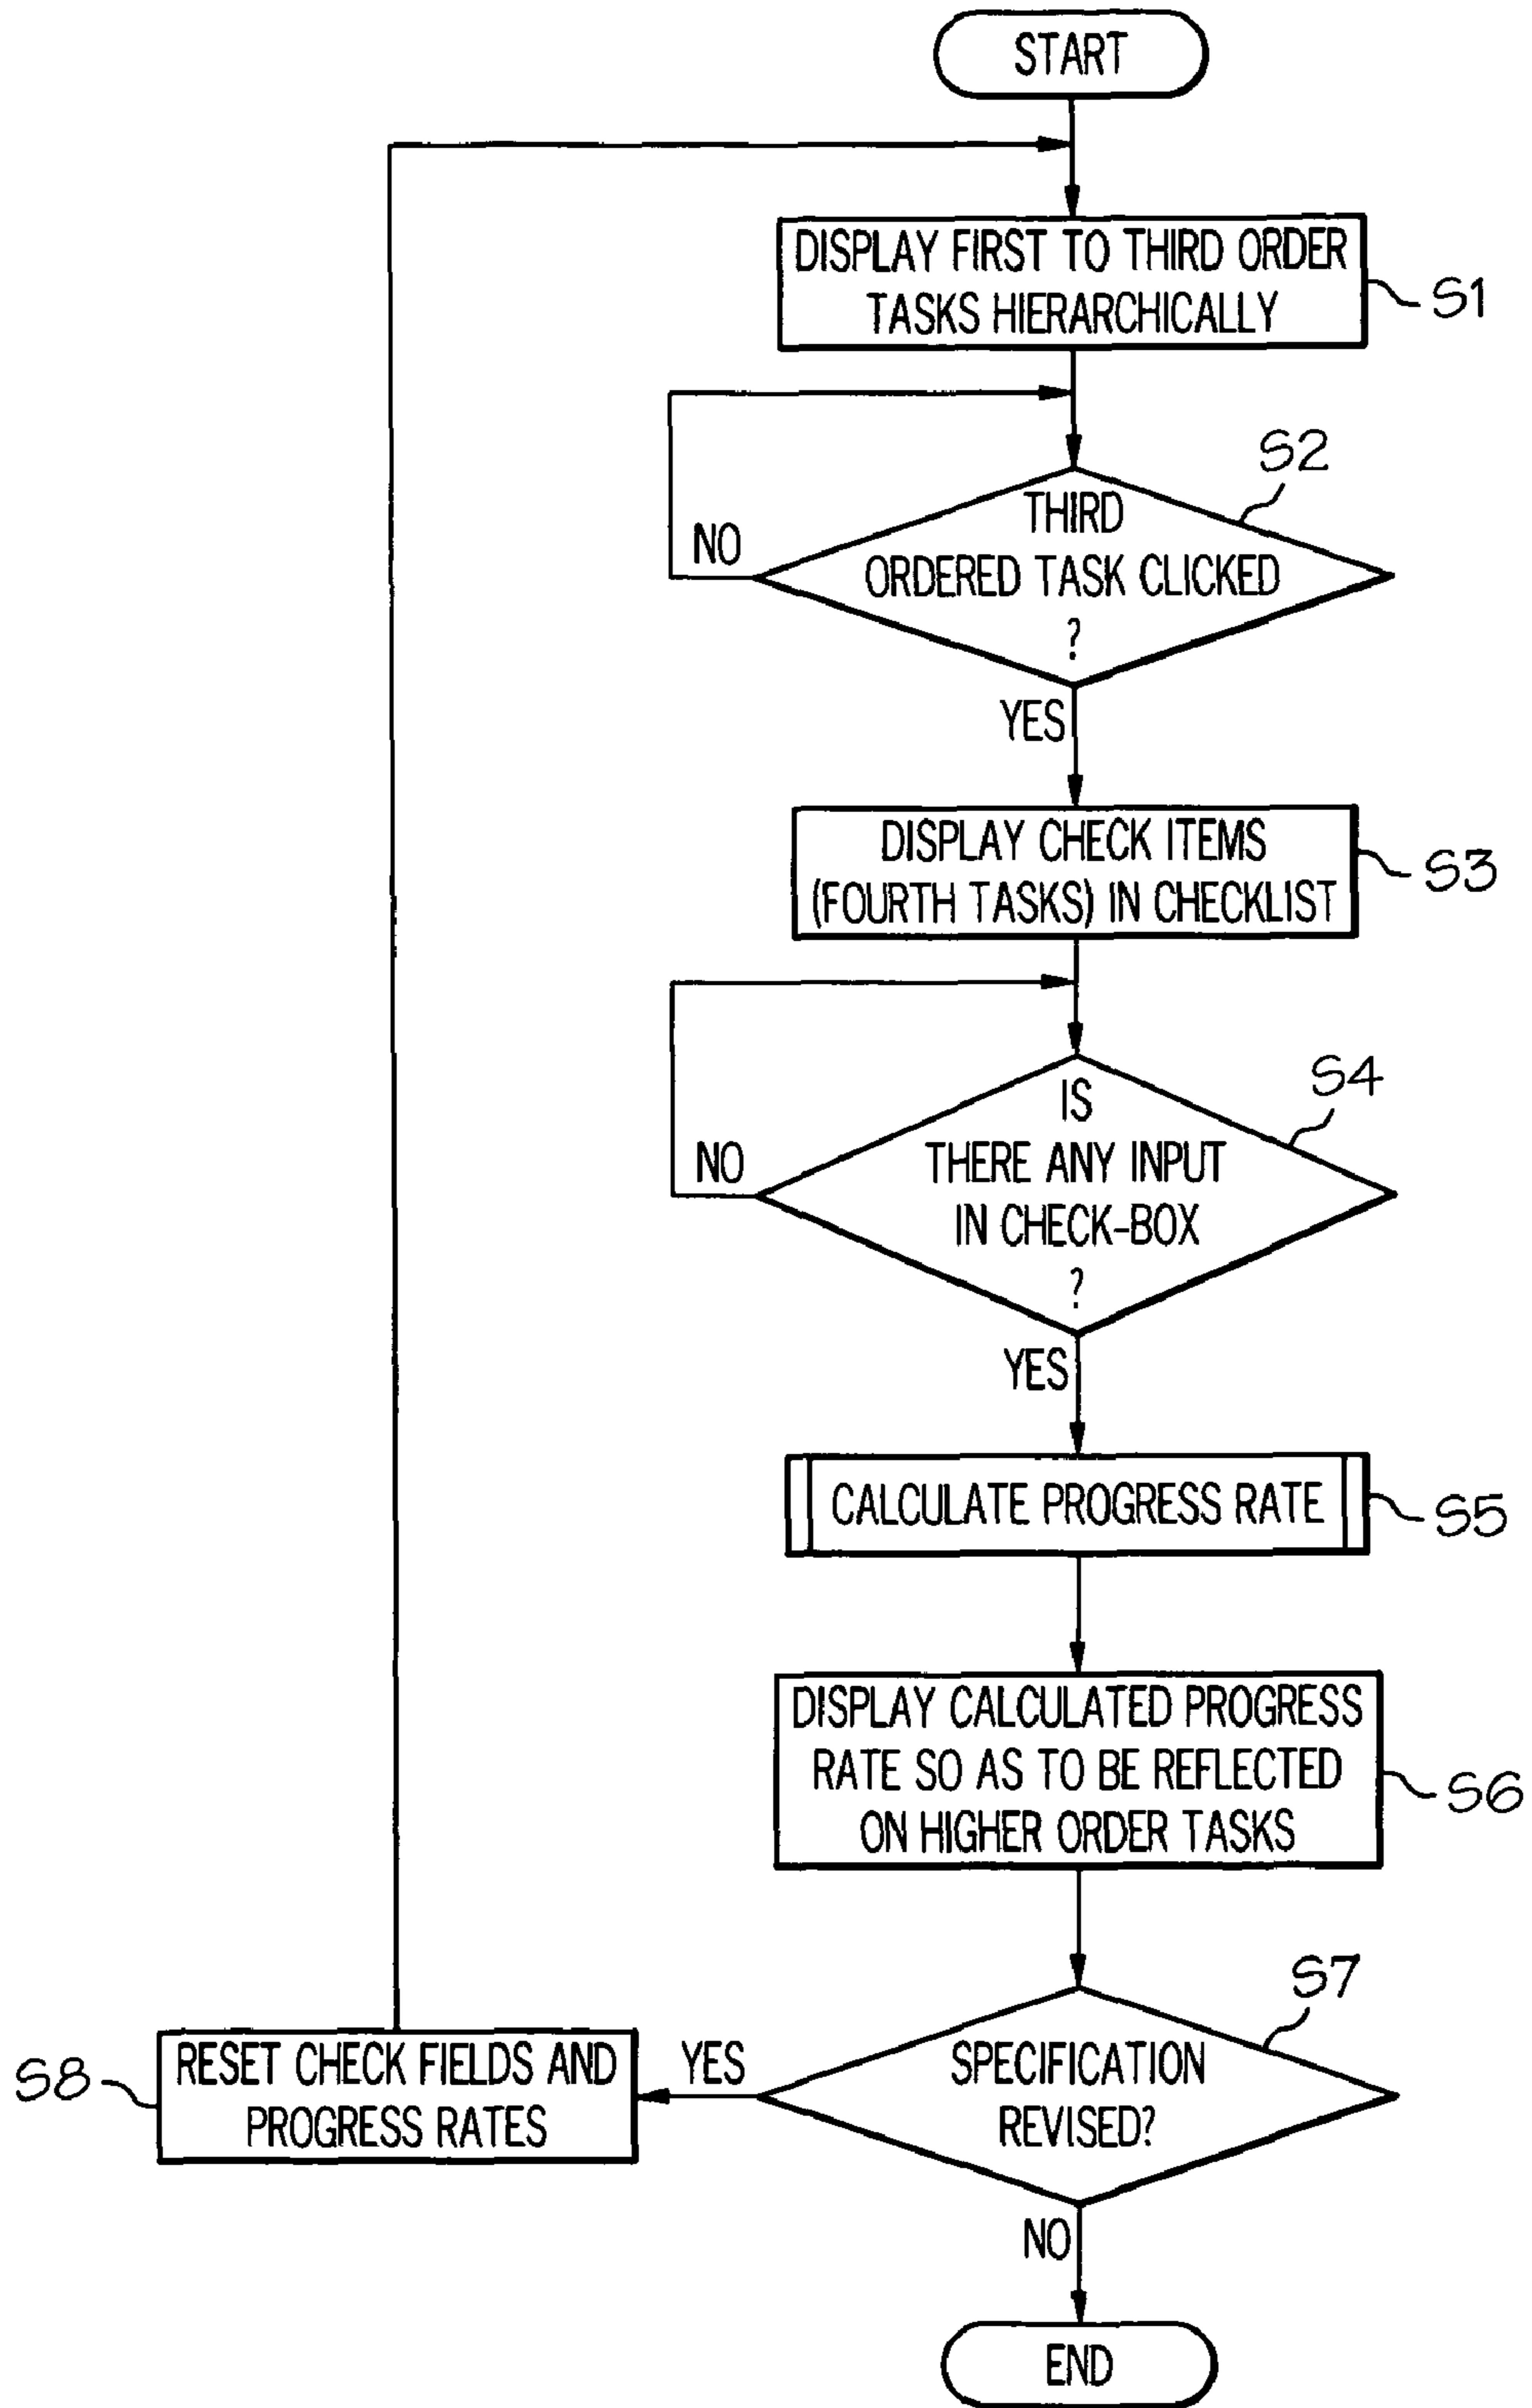 START
DISPLAY FIRST TO THIRD ORDER
TASKS HIERARCHICALLY
S1
S2
THIRD
ORDERED TASK CLICKED
?
NO
YES
DISPLAY CHECK ITEMS
(FOURTH TASKS) IN CHECKLIST
S3
S4
IS
THERE ANY INPUT
IN CHECK-BOX
?
NO
YES
CALCULATE PROGRESS RATE
S5
DISPLAY CALCULATED PROGRESS
RATE SO AS TO BE REFLECTED
ON HIGHER ORDER TASKS
S6
S7
SPECIFICATION
REVISED?
YES
S8
RESET CHECK FIELDS AND
PROGRESS RATES
NO
END